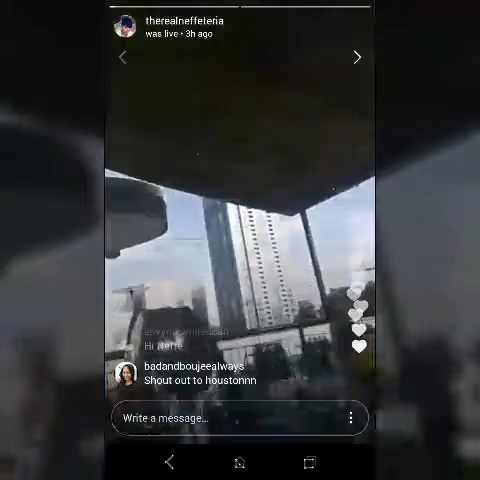 therealneffeteria
was live • 3h ago
Hi Neffe
badandboujeealways
Shout out to houstonnn
Write a message...